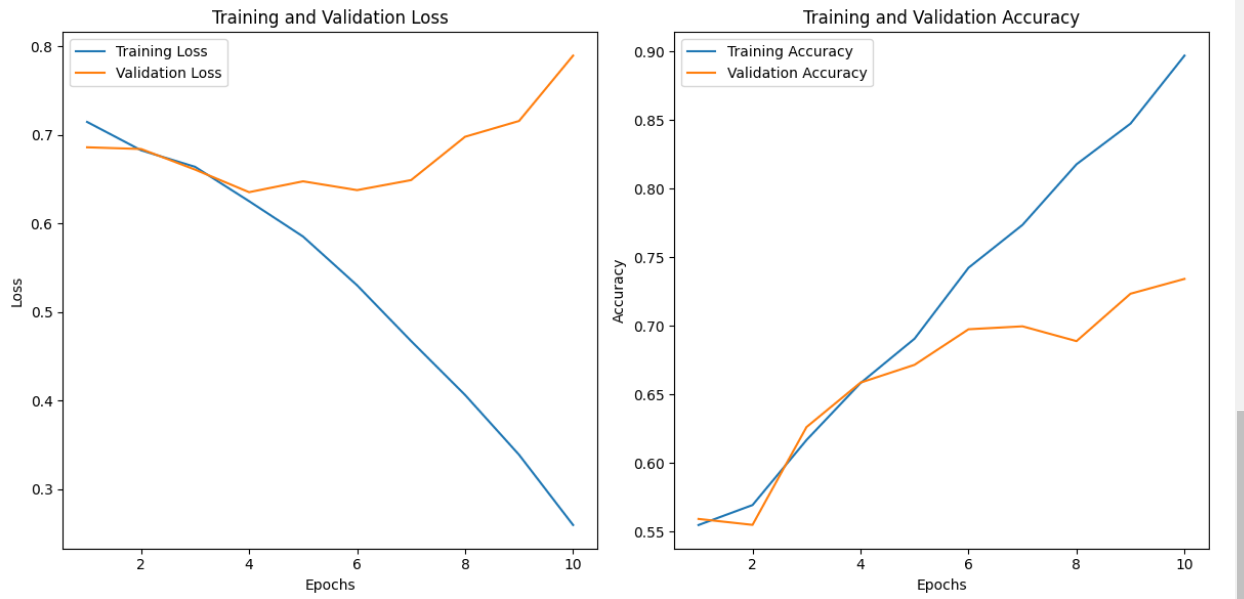 Training and Validation Loss
Training Loss
Validation Loss
0.8
0.7
0.6
0.5
0.4
0.3
Loss
2 4 6 8 10
Epochs
Training and Validation Accuracy
Training Accuracy
Validation Accuracy
0.90
0.85
0.80
0.75
0.70
0.65
0.60
0.55
Accuracy
2 4 6 8 10
Epochs